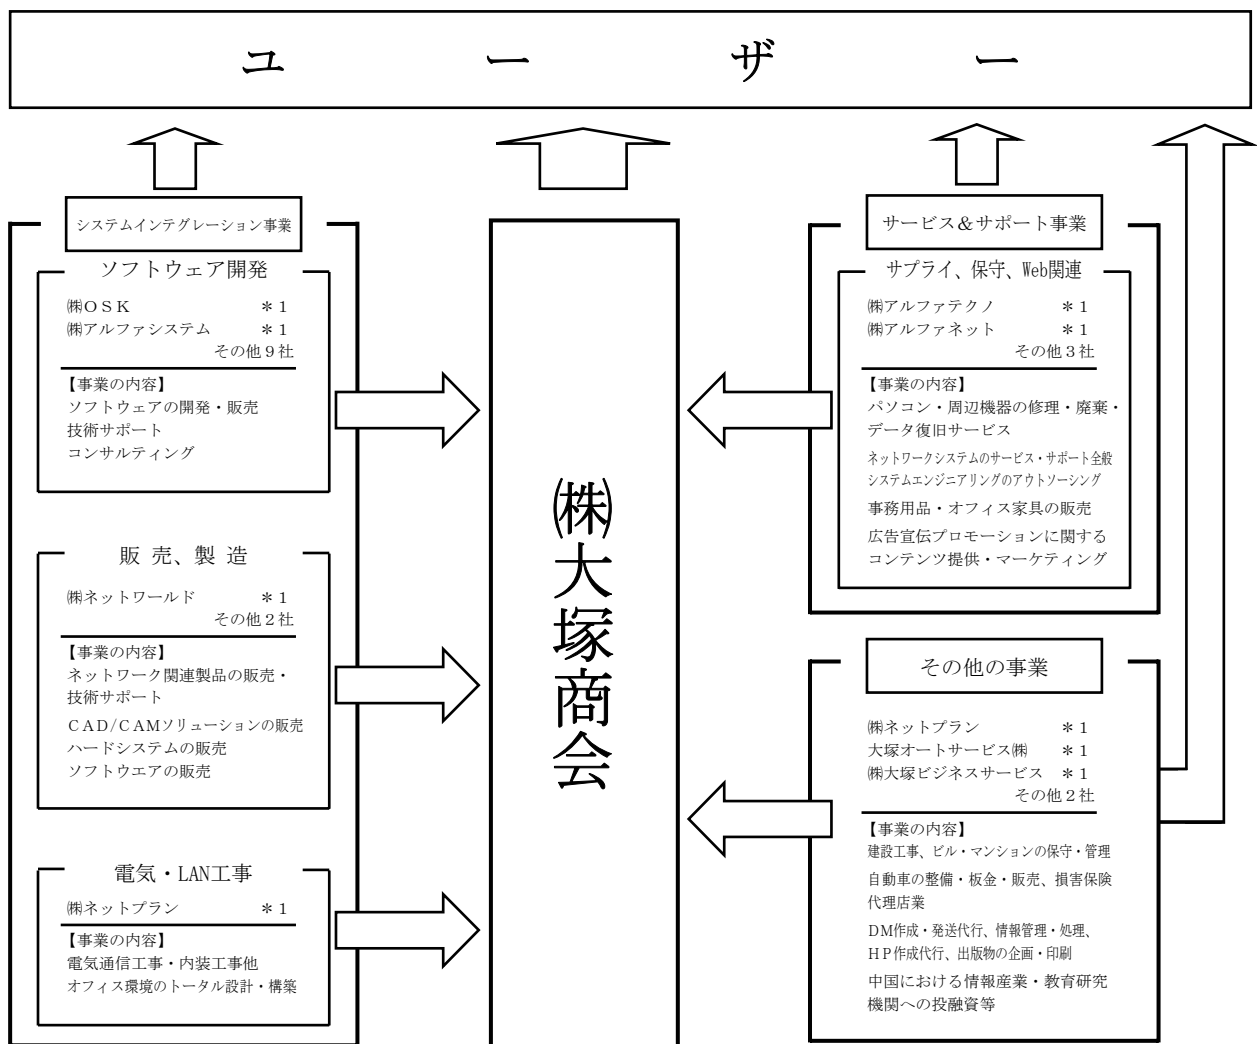 ユーザー
システムインテグレーション事業
ソフトウェア開発
㈱ＯＳＫ ＊１
㈱アルファシステム ＊１
その他９社
【事業の内容】
ソフトウェアの開発・販売
技術サポート
コンサルティング
販売、製造
㈱ネットワールド ＊１
その他２社
【事業の内容】
ネットワーク関連製品の販売・
技術サポート
ＣＡＤ/ＣＡＭソリューションの販売
ハードシステムの販売
ソフトウエアの販売
電気・LAN工事
㈱ネットプラン ＊１
【事業の内容】
電気通信工事・内装工事他
オフィス環境のトータル設計・構築
㈱大塚商会
サービス＆サポート事業
サプライ、保守、Web関連
㈱アルファテクノ ＊１
㈱アルファネット ＊１
その他３社
【事業の内容】
パソコン・周辺機器の修理・廃棄・
データ復旧サービス
ネットワークシステムのサービス・サポート全般
システムエンジニアリングのアウトソーシング
事務用品・オフィス家具の販売
広告宣伝プロモーションに関する
コンテンツ提供・マーケティング
その他の事業
㈱ネットプラン ＊１
大塚オートサービス㈱ ＊１
㈱大塚ビジネスサービス ＊１
その他２社
【事業の内容】
建設工事、ビル・マンションの保守・管理
自動車の整備・板金・販売、損害保険
代理店業
ＤＭ作成・発送代行、情報管理・処理、
ＨＰ作成代行、出版物の企画・印刷
中国における情報産業・教育研究
機関への投融資等